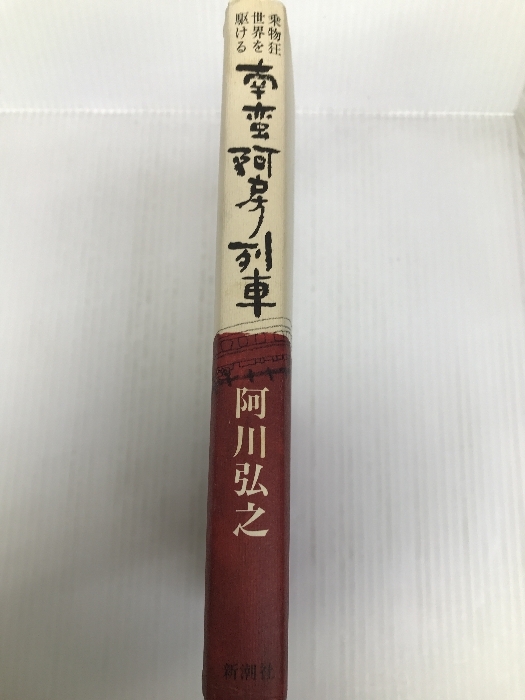 乗物狂
世界を
駆ける
南蛮阿房列車
阿川弘之
新潮社